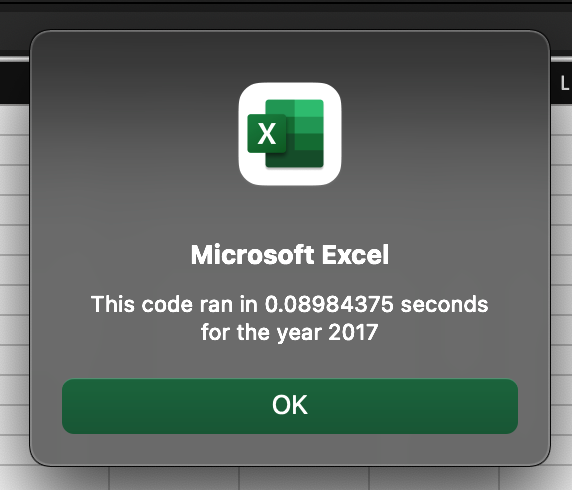 L
X
Microsoft Excel
This code ran in 0.08984375 seconds
for the year 2017
OK